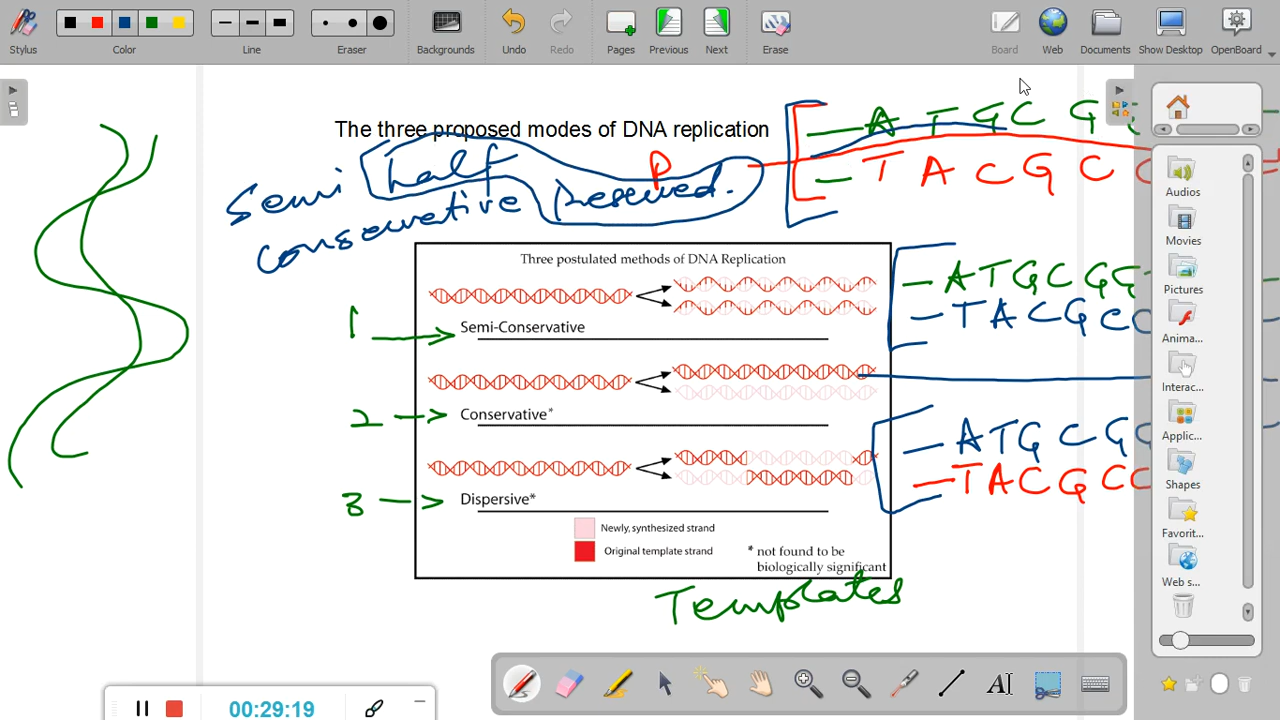 Stylus
Color
Line
Eraser
Backgrounds
Undo
Redo
Pages
Previous
Next
Erase
Board
Web
Documents
Show Desktop
OpenBoard
The three proposed modes of DNA replication
A T G C G
P T A C G C
Semi half
conservative Reserved.
Three postulated methods of DNA Replication
A T G C G
T A C G C
1 Semi-Conservative
2 Conservative*
A T G C G
T A C G C
3 Dispersive*
Newly, synthesized strand
Original template strand
* not found to be
biologically significant
Templates
Audios
Movies
Pictures
Anima...
Interac...
Applic...
Shapes
Favorit...
Web s...
00:29:19